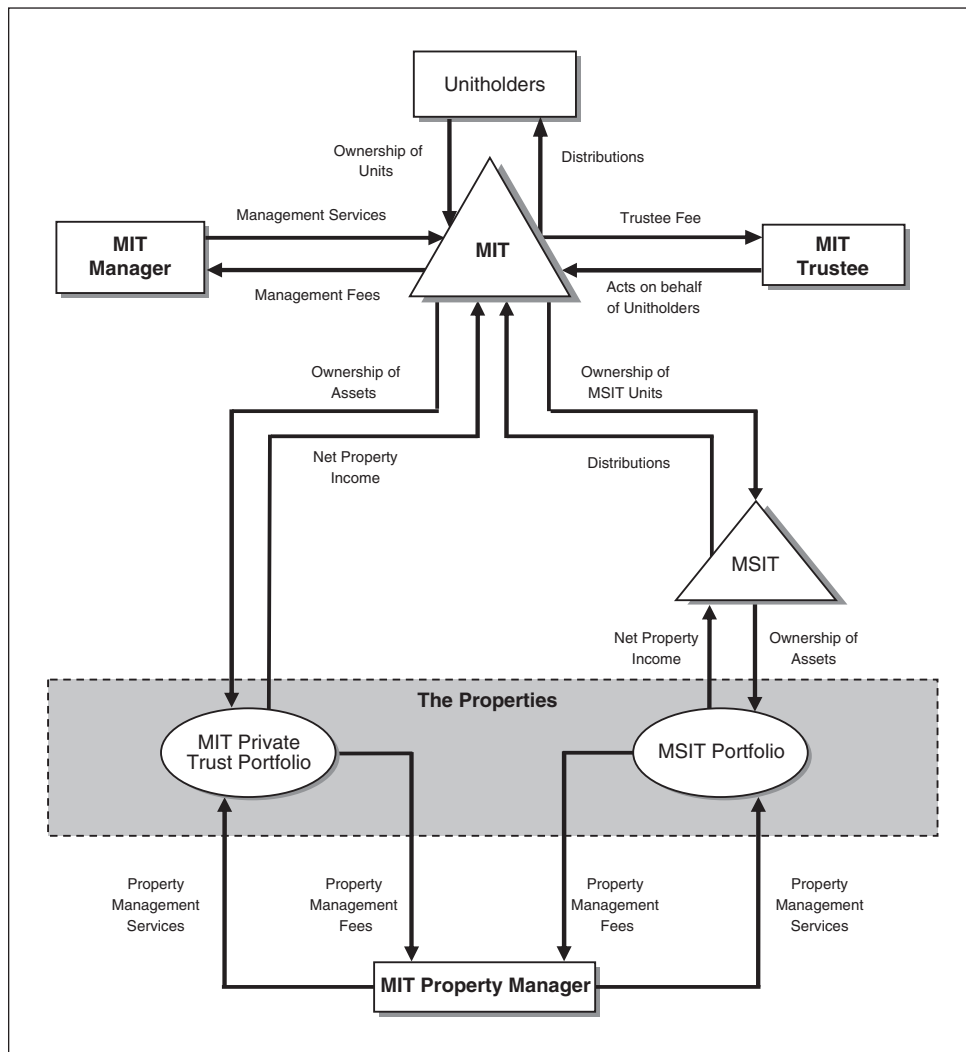 Unitholders
Ownership of
Units
Distributions
Management Services
Trustee Fee
MIT
Manager
MIT
MIT
Trustee
Management Fees
Acts on behalf
of Unitholders
Ownership of
Assets
Ownership of
MSIT Units
Net Property
Income
Distributions
MSIT
Net Property
Income
Ownership of
Assets
The Properties
MIT Private
Trust Portfolio
MSIT Portfolio
Property
Management
Services
Property
Management
Fees
Property
Management
Fees
Property
Management
Services
MIT Property Manager